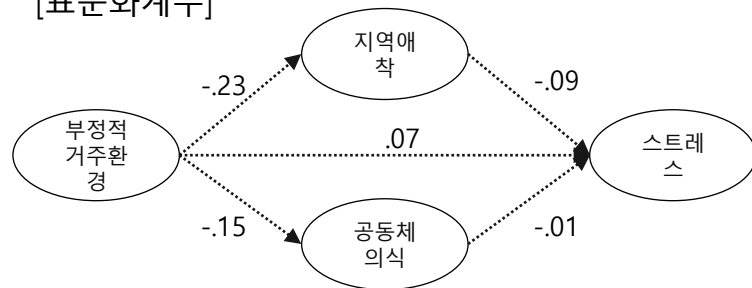 [표준화계수]
지역애
착
-.23
-.09
부정적
거주환
경
.07
스트레
스
-.15
-.01
공동체
의식